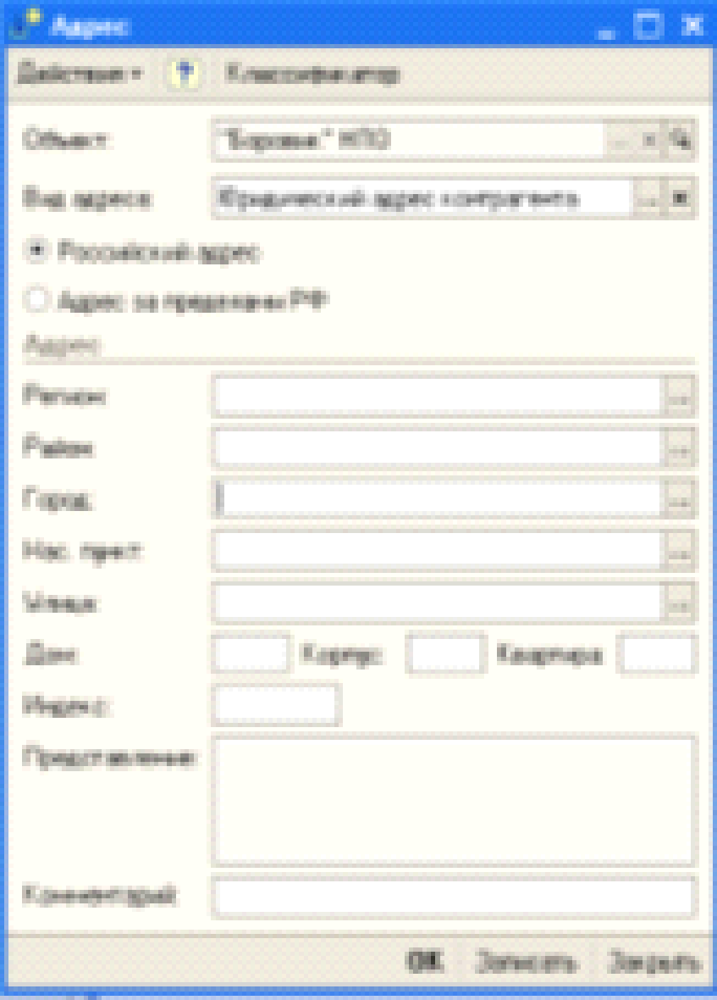 Адрес
Действия ? Классификатор
Объект: НПО
Вид адреса: Юридический адрес контрагента
Российский адрес
Адрес за пределами РФ
Адрес
Регион:
Район:
Город:
Нас. пункт:
Улица:
Дом: Корпус: Квартира:
Индекс:
Представление:
Комментарий:
OK Записать Закрыть